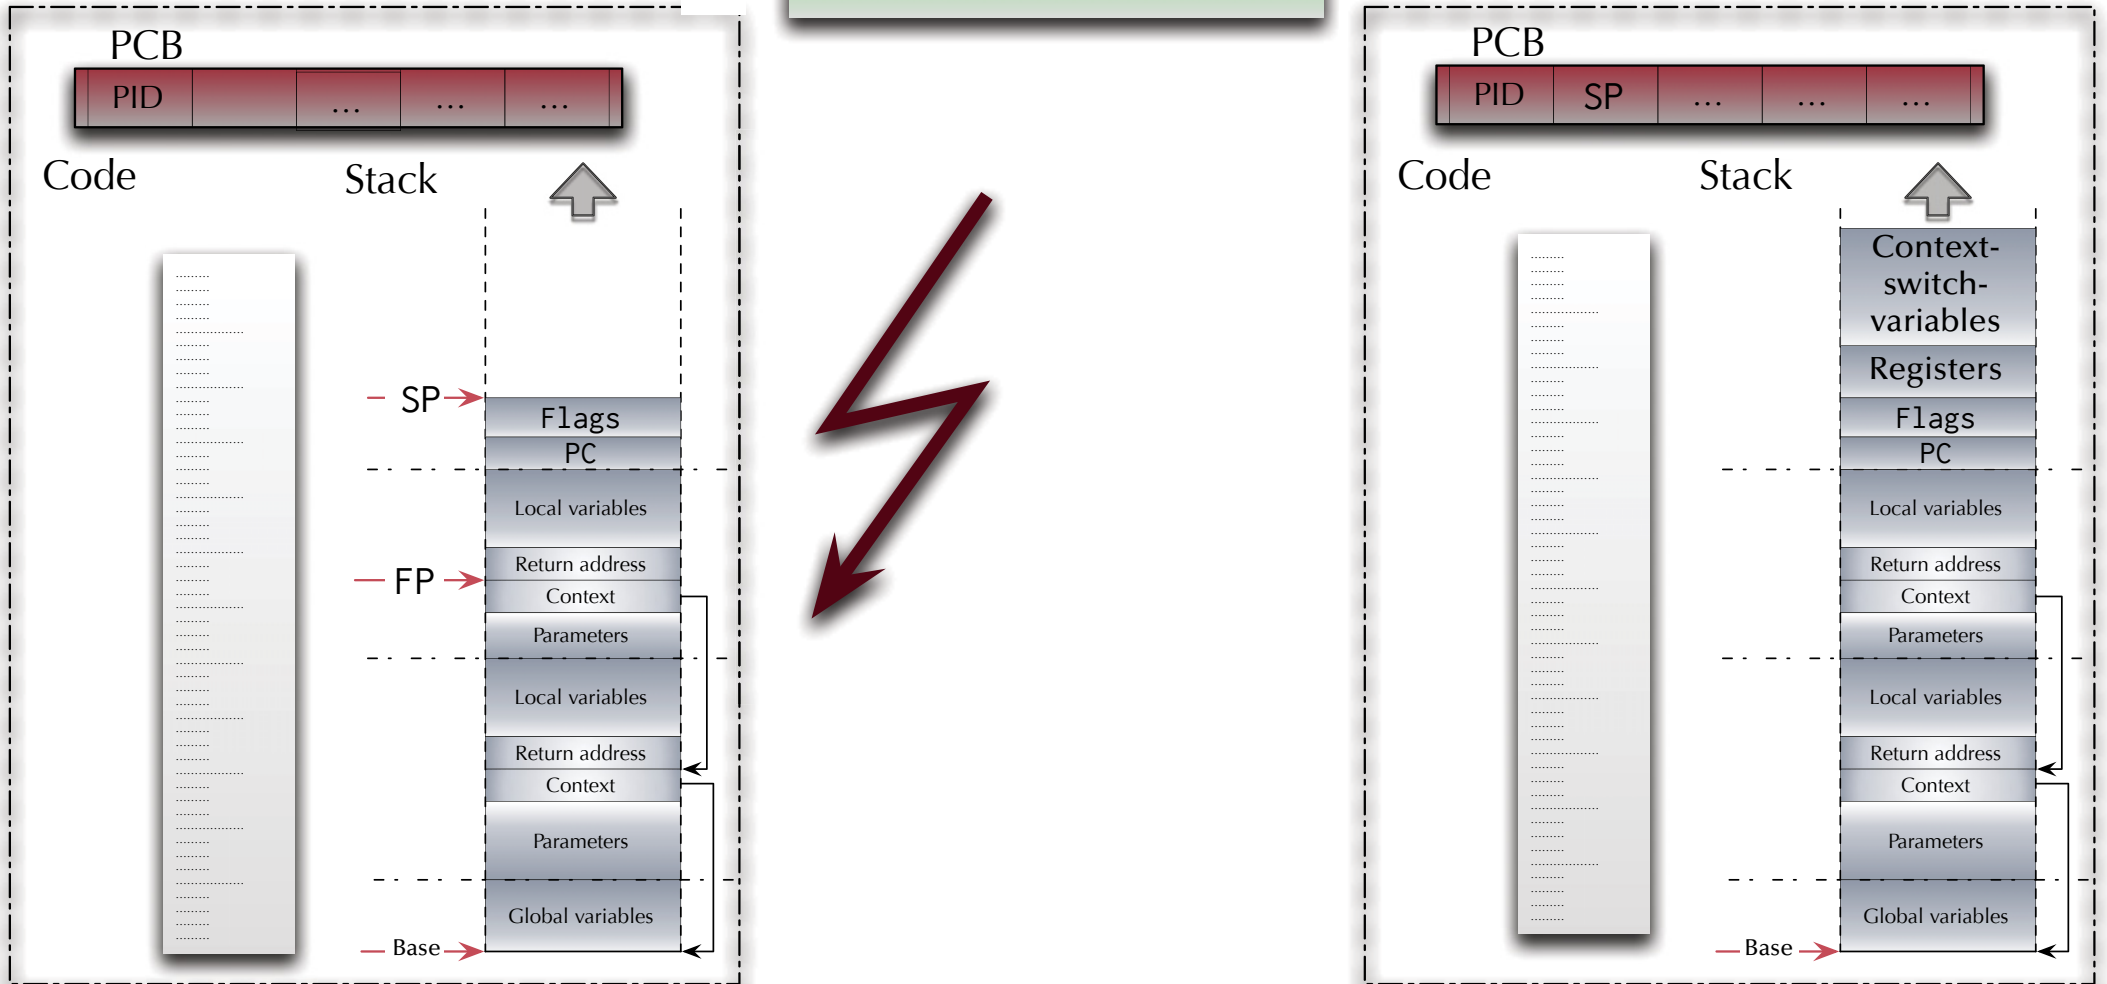 PCB
PID ... ... ...
Code
Stack
SP
Flags
PC
Local variables
Return address
FP
Context
Parameters
Local variables
Return address
Context
Parameters
Global variables
Base
PCB
PID SP ... ... ...
Code
Stack
Context-
switch-
variables
Registers
Flags
PC
Local variables
Return address
Context
Parameters
Local variables
Return address
Context
Parameters
Global variables
Base